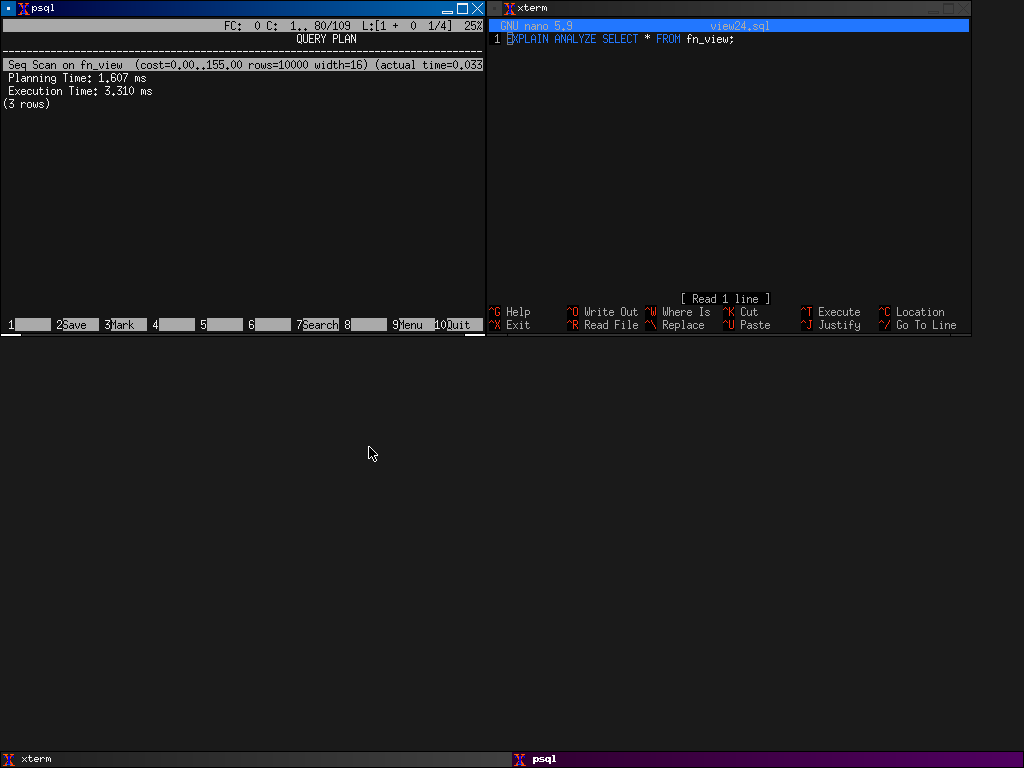 psql
FC: 0 C: 1.. 80/109 L:[1 + 0 1/4] 25%
QUERY PLAN
Seq Scan on fn_view (cost=0.00..155.00 rows=10000 width=16) (actual time=0.033
Planning Time: 1.607 ms
Execution Time: 3.310 ms
(3 rows)
1 2Save 3Mark 4 5 6 7Search 8 9Menu 10Quit
xterm
GNU nano 5.9 view24.sql
1 EXPLAIN ANALYZE SELECT * FROM fn_view;
[ Read 1 line ]
^G Help ^O Write Out ^W Where Is ^K Cut ^T Execute ^C Location
^X Exit ^R Read File ^\ Replace ^U Paste ^J Justify ^/ Go To Line
xterm
psql